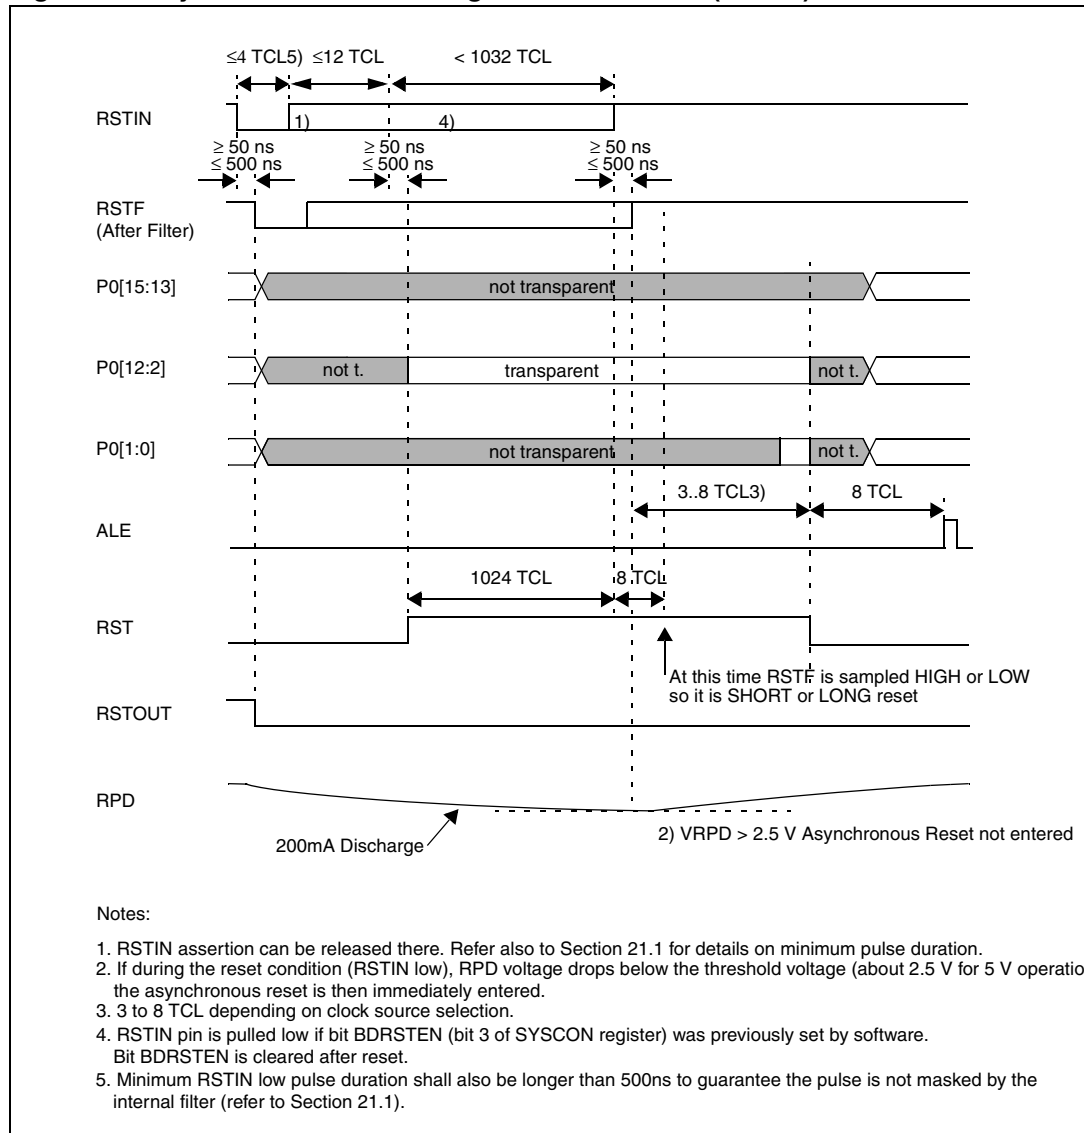 ≤4 TCL5) ≤12 TCL < 1032 TCL
RSTIN
1) 4)
≥ 50 ns ≥ 50 ns ≥ 50 ns
≤ 500 ns ≤ 500 ns ≤ 500 ns
RSTF
(After Filter)
P0[15:13] not transparent
P0[12:2] not t. transparent not t.
P0[1:0] not transparent not t.
3..8 TCL3) 8 TCL
ALE
1024 TCL 8 TCL
RST
At this time RSTF is sampled HIGH or LOW
so it is SHORT or LONG reset
RSTOUT
RPD
200mA Discharge
2) VRPD > 2.5 V Asynchronous Reset not entered
Notes:
1. RSTIN assertion can be released there. Refer also to Section 21.1 for details on minimum pulse duration.
2. If during the reset condition (RSTIN low), RPD voltage drops below the threshold voltage (about 2.5 V for 5 V operatio
the asynchronous reset is then immediately entered.
3. 3 to 8 TCL depending on clock source selection.
4. RSTIN pin is pulled low if bit BDRSTEN (bit 3 of SYSCON register) was previously set by software.
Bit BDRSTEN is cleared after reset.
5. Minimum RSTIN low pulse duration shall also be longer than 500ns to guarantee the pulse is not masked by the
internal filter (refer to Section 21.1).